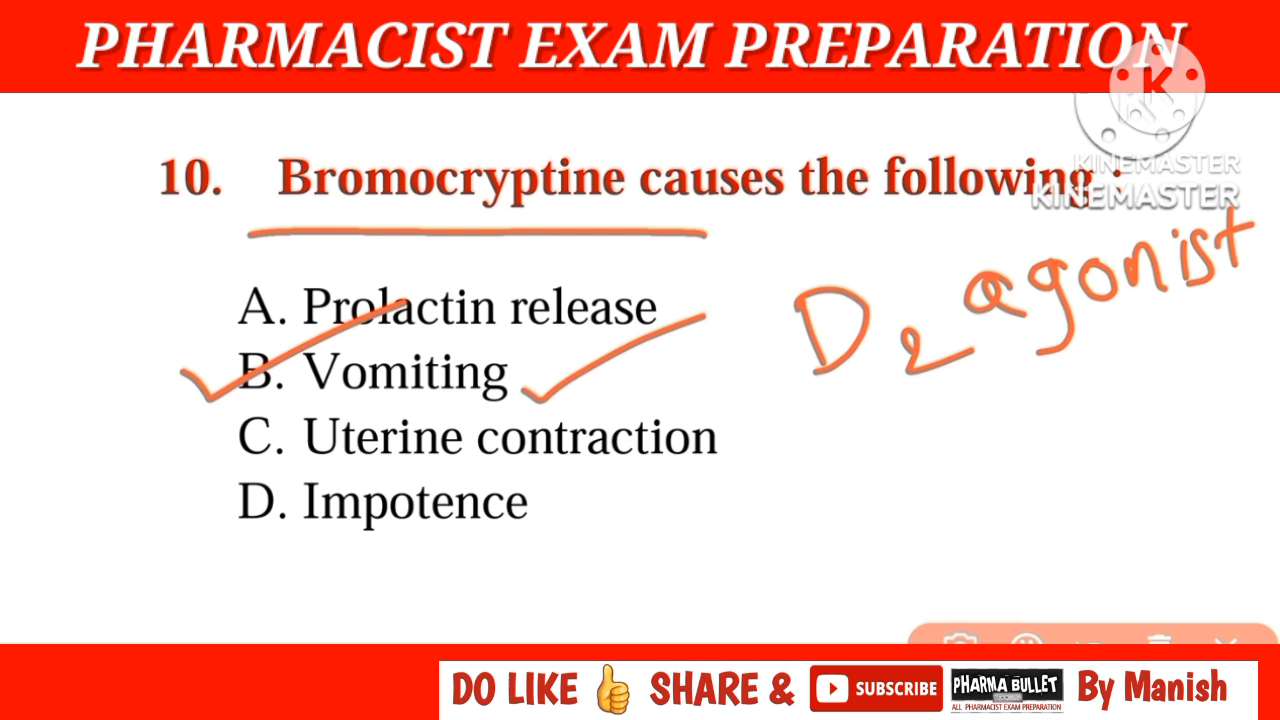 PHARMACIST EXAM PREPARATION
KINEMASTER
KINEMASTER
10. Bromocryptine causes the following :
D2 agonist
A. Prolactin release
B. Vomiting
C. Uterine contraction
D. Impotence
DO LIKE SHARE & SUBSCRIBE PHARMA BULLET By Manish
ALL PHARMACIST EXAM PREPARATION